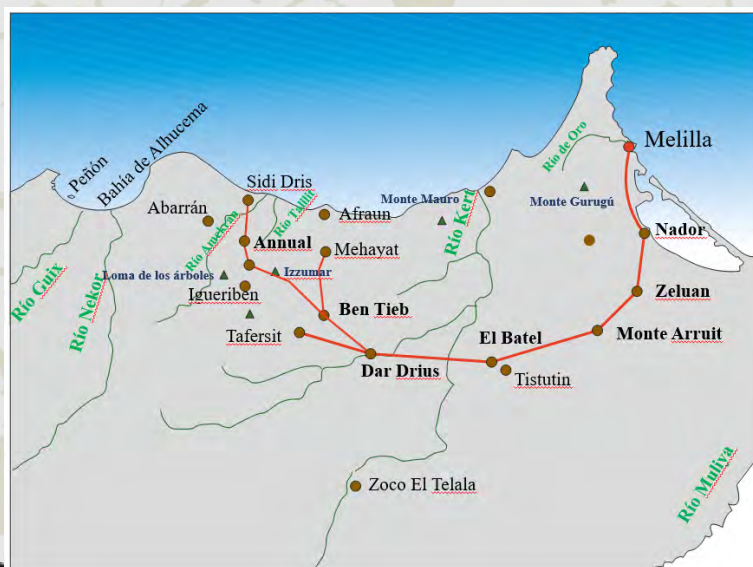 Melilla
Río de Oro
Peñón
Bahía de Alhucema
Sidi Dris
Río Tallit
Monte Mauro
Monte Gurugú
Abarrán
Río Amekran
Afraun
Río Kert
Annual
Mehayat
Nador
Río Guix
Río Nekor
Loma de los árboles
Izzumar
Igueriben
Zeluan
Ben Tieb
Tafersit
El Batel
Monte Arruit
Dar Drius
Tistutin
Zoco El Telala
Río Muliya